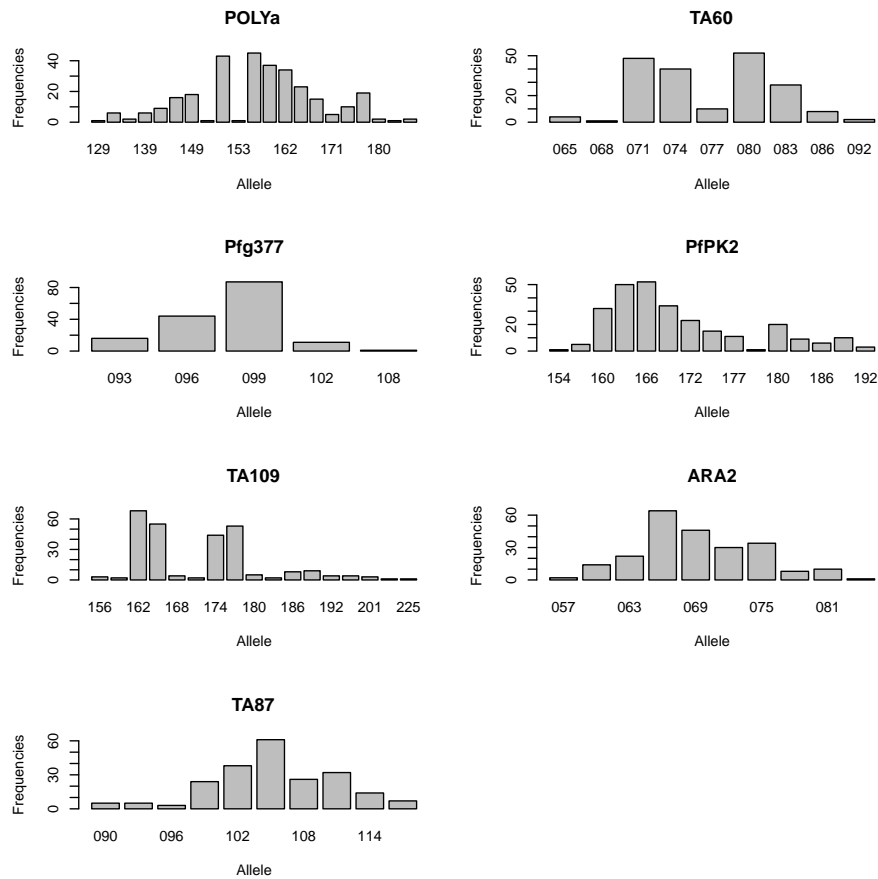 POLYa
Frequencies
0 20 40
129 139 149 153 162 171 180
Allele
TA60
Frequencies
0 20 50
065 068 071 074 077 080 083 086 092
Allele
Pfg377
Frequencies
0 40 80
093 096 099 102 108
Allele
PfPK2
Frequencies
0 20 50
154 160 166 172 177 180 186 192
Allele
TA109
Frequencies
0 30 60
156 162 168 174 180 186 192 201 225
Allele
ARA2
Frequencies
0 30 60
057 063 069 075 081
Allele
TA87
Frequencies
0 30 60
090 096 102 108 114
Allele